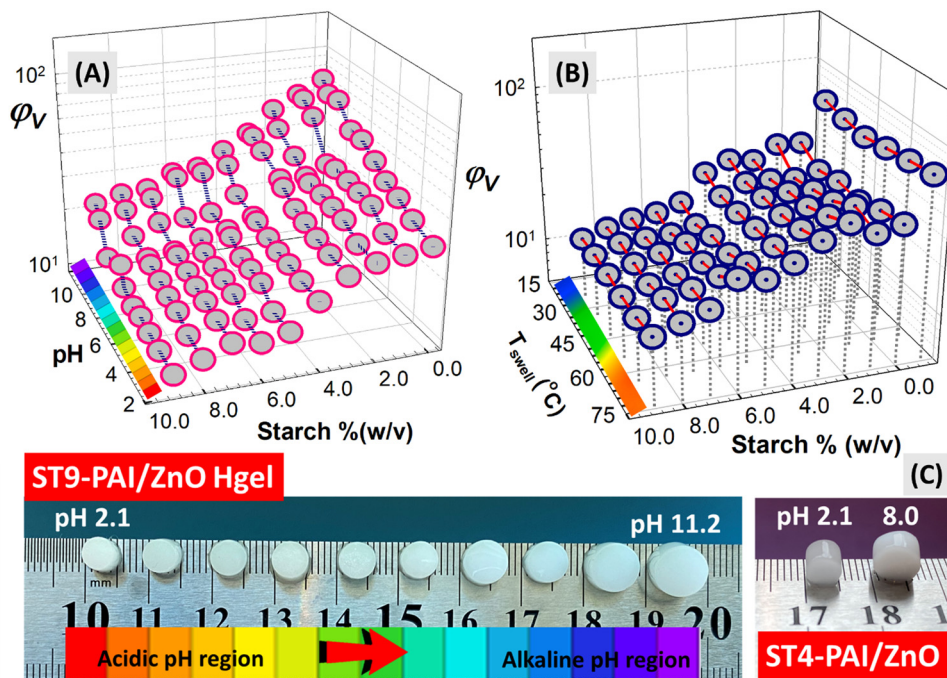 (A)
10²
φv
10¹
10
8
6
pH
4
2
10.0
8.0
6.0
4.0
2.0
0.0
Starch %(w/v)
(B)
10²
φv
10¹
15
30
45
60
75
T swell (°C)
10.0
8.0
6.0
4.0
2.0
0.0
Starch % (w/v)
ST9-PAI/ZnO Hgel
pH 2.1
pH 11.2
mm
10 11 12 13 14 15 16 17 18 19 20
Acidic pH region
Alkaline pH region
(C)
pH 2.1 8.0
17 18
ST4-PAI/ZnO